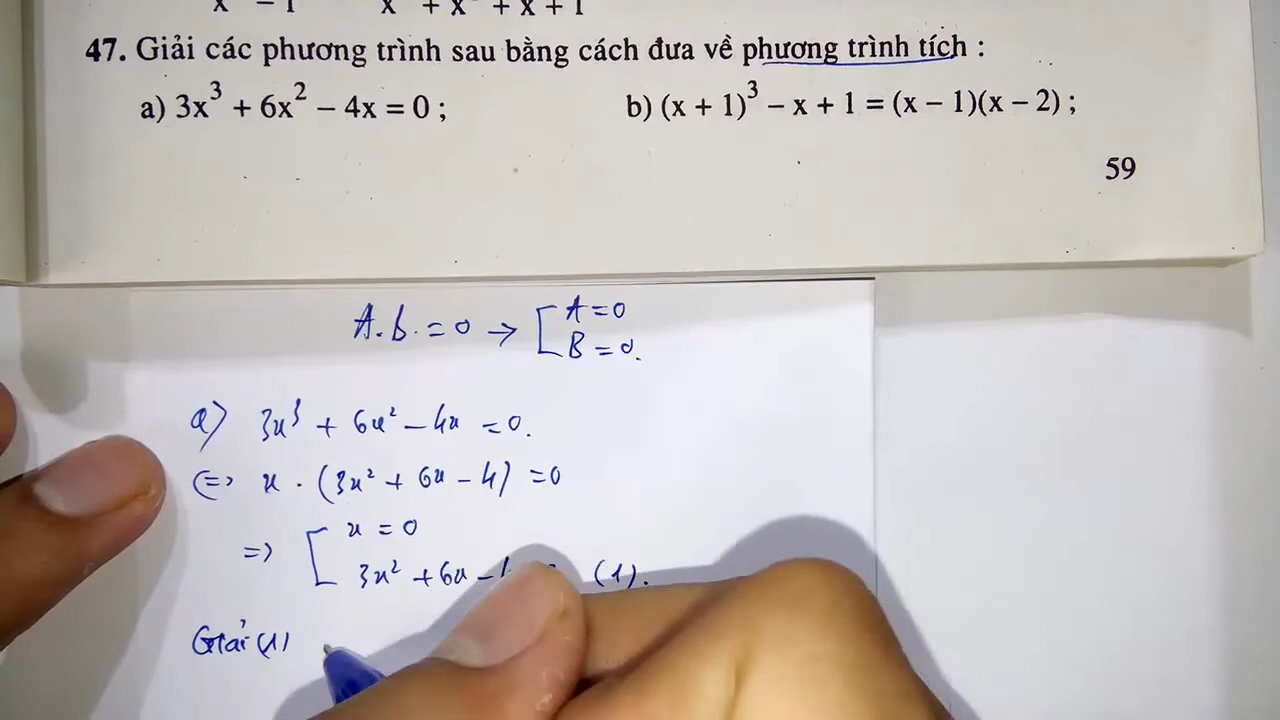 x – 1 x + x + x + 1
47. Giải các phương trình sau bằng cách đưa về phương trình tích :
a) 3x³ + 6x² – 4x = 0 ; b) (x + 1)³ – x + 1 = (x – 1)(x – 2) ;
59
A.B. = 0 → [ A = 0
B = 0.
a) 3x³ + 6x² – 4x = 0.
<=> x . (3x² + 6x – 4) = 0
=> [ x = 0
3x² + 6x – (1).
Giải (1)